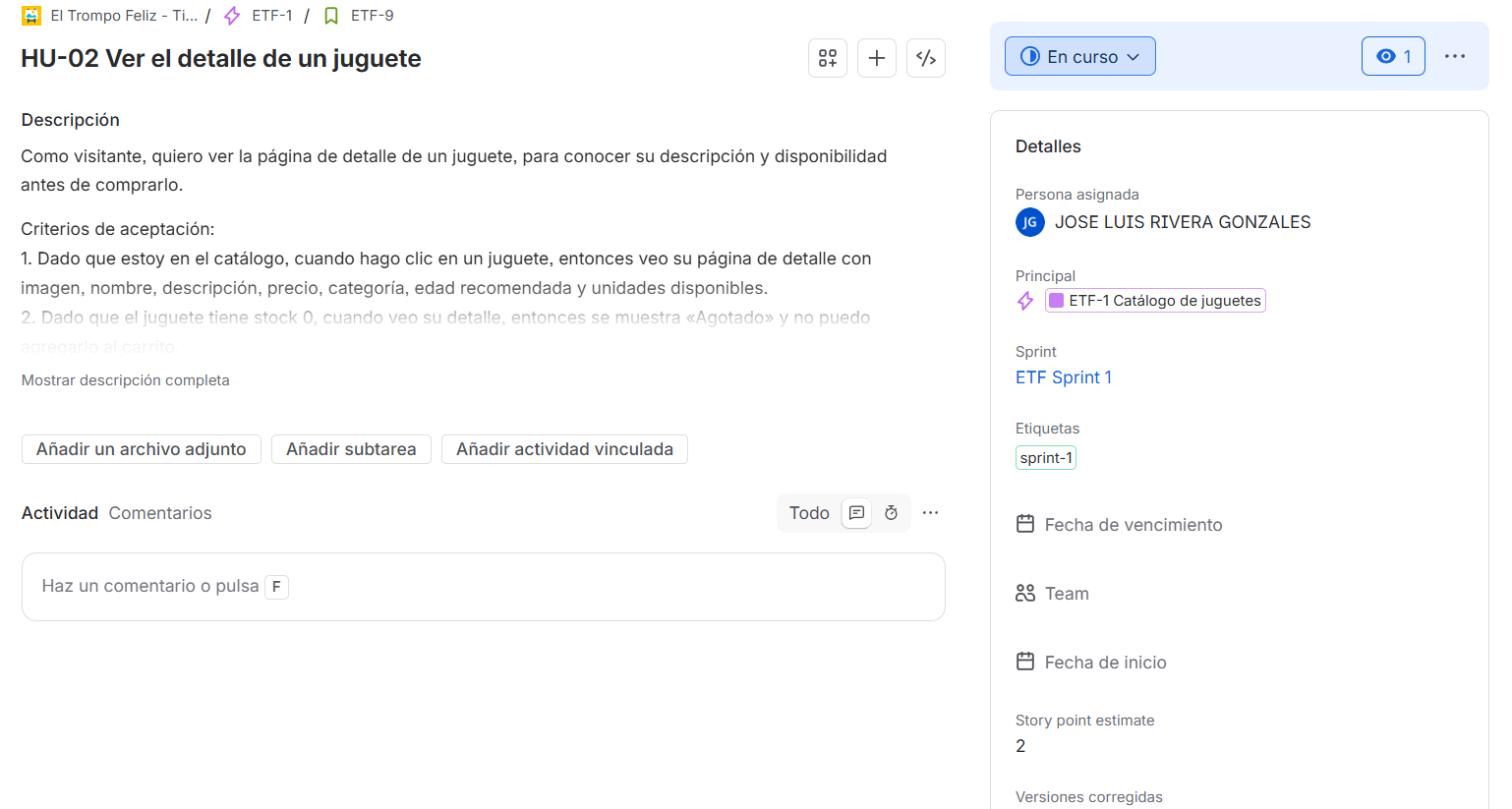 El Trompo Feliz - Ti... / ETF-1 / ETF-9
HU-02 Ver el detalle de un juguete
Descripción
Como visitante, quiero ver la página de detalle de un juguete, para conocer su descripción y disponibilidad
antes de comprarlo.
Criterios de aceptación:
1. Dado que estoy en el catálogo, cuando hago clic en un juguete, entonces veo su página de detalle con
imagen, nombre, descripción, precio, categoría, edad recomendada y unidades disponibles.
2. Dado que el juguete tiene stock 0, cuando veo su detalle, entonces se muestra «Agotado» y no puedo
agregarlo al carrito.
Mostrar descripción completa
Añadir un archivo adjunto
Añadir subtarea
Añadir actividad vinculada
Actividad Comentarios
Todo
Haz un comentario o pulsa F
En curso
1
Detalles
Persona asignada
JG JOSE LUIS RIVERA GONZALES
Principal
ETF-1 Catálogo de juguetes
Sprint
ETF Sprint 1
Etiquetas
sprint-1
Fecha de vencimiento
Team
Fecha de inicio
Story point estimate
2
Versiones corregidas